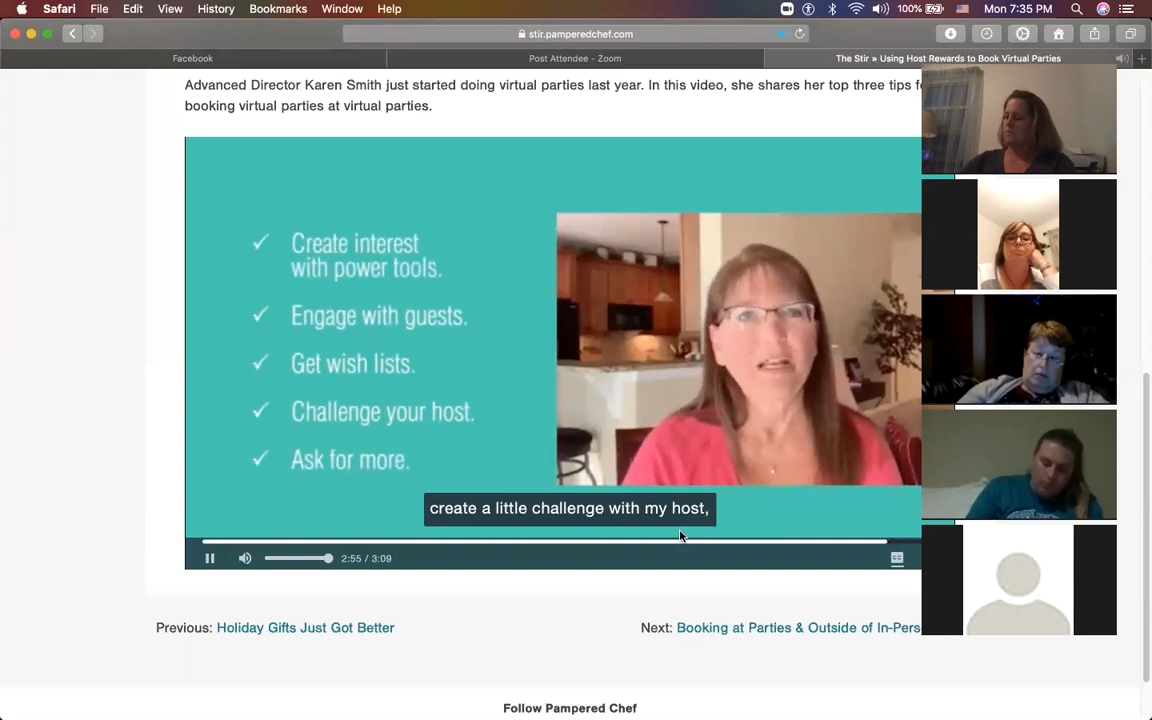 Safari File Edit View History Bookmarks Window Help 100% Mon 7:35 PM
stir.pamperedchef.com
Facebook Post Attendee - Zoom The Stir » Using Host Rewards to Book Virtual Parties
Advanced Director Karen Smith just started doing virtual parties last year. In this video, she shares her top three tips
booking virtual parties at virtual parties.
✓ Create interest
with power tools.
✓ Engage with guests.
✓ Get wish lists.
✓ Challenge your host.
✓ Ask for more.
create a little challenge with my host,
2:55 / 3:09 CC
Previous: Holiday Gifts Just Got Better Next: Booking at Parties & Outside of In-Pers
Follow Pampered Chef